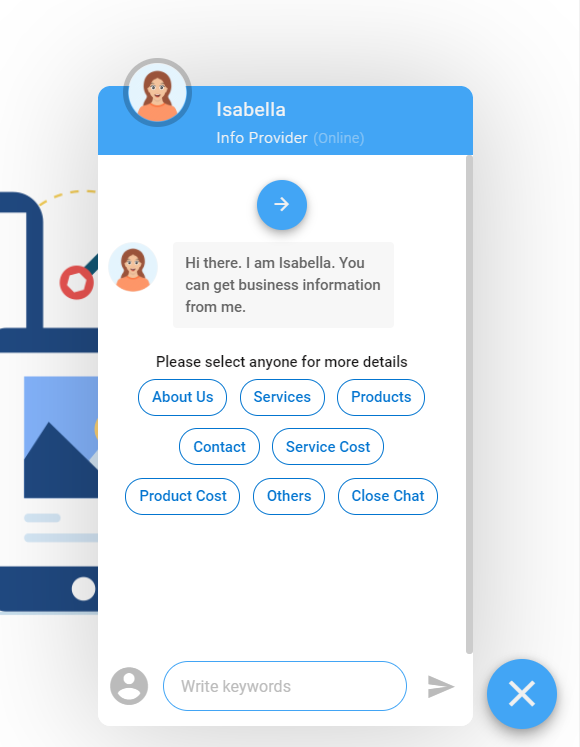 Isabella
Info Provider (Online)
Hi there. I am Isabella. You
can get business information
from me.
Please select anyone for more details
About Us Services Products
Contact Service Cost
Product Cost Others Close Chat
Write keywords